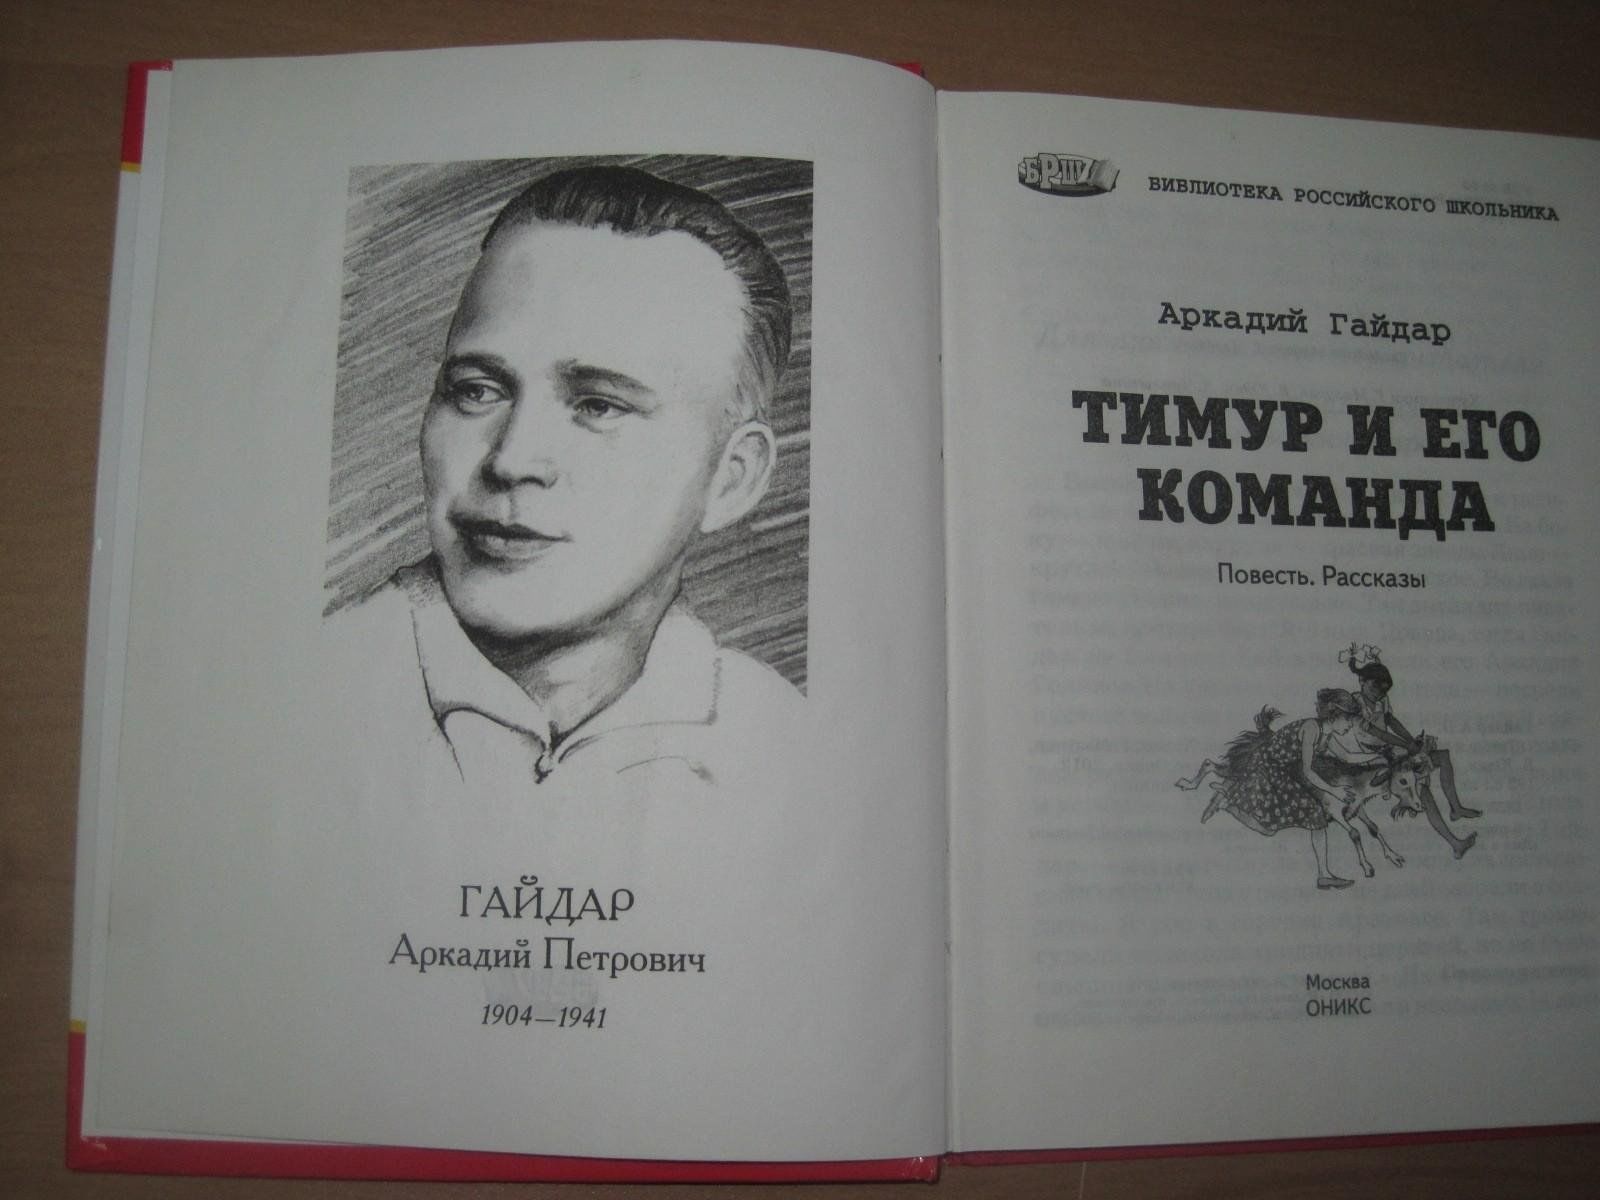 ГАЙДАР
Аркадий Петрович
1904—1941
БРШ
БИБЛИОТЕКА РОССИЙСКОГО ШКОЛЬНИКА
Аркадий Гайдар
ТИМУР И ЕГО
КОМАНДА
Повесть. Рассказы
Москва
ОНИКС